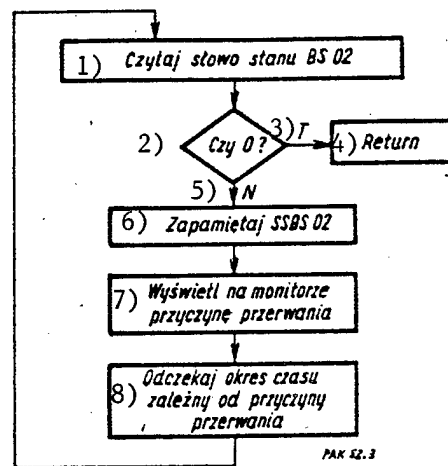 1) Czytaj słowo stanu BS 02
2) Czy 0? 3) T 4) Return
5) N
6) Zapamiętaj SSBS 02
7) Wyświetl na monitorze
przyczynę przerwania
8) Odczekaj okres czasu
zależny od przyczyny
przerwania
PAK 52.3